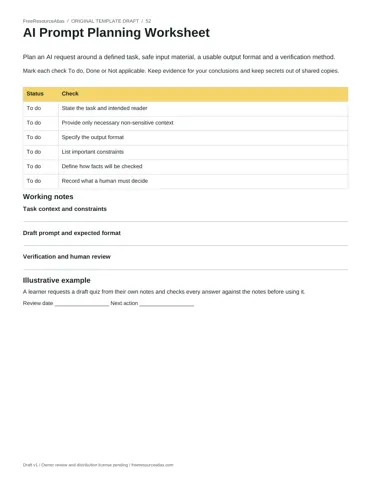 FreeResourceAtlas / ORIGINAL TEMPLATE DRAFT / 52
AI Prompt Planning Worksheet
Plan an AI request around a defined task, safe input material, a usable output format and a verification method.
Mark each check To do, Done or Not applicable. Keep evidence for your conclusions and keep secrets out of shared copies.
Status Check
To do State the task and intended reader
To do Provide only necessary non-sensitive context
To do Specify the output format
To do List important constraints
To do Define how facts will be checked
To do Record what a human must decide
Working notes
Task context and constraints
Draft prompt and expected format
Verification and human review
Illustrative example
A learner requests a draft quiz from their own notes and checks every answer against the notes before using it.
Review date ____________________ Next action ____________________
Draft v1 / Owner review and distribution license pending / freeresourceatlas.com